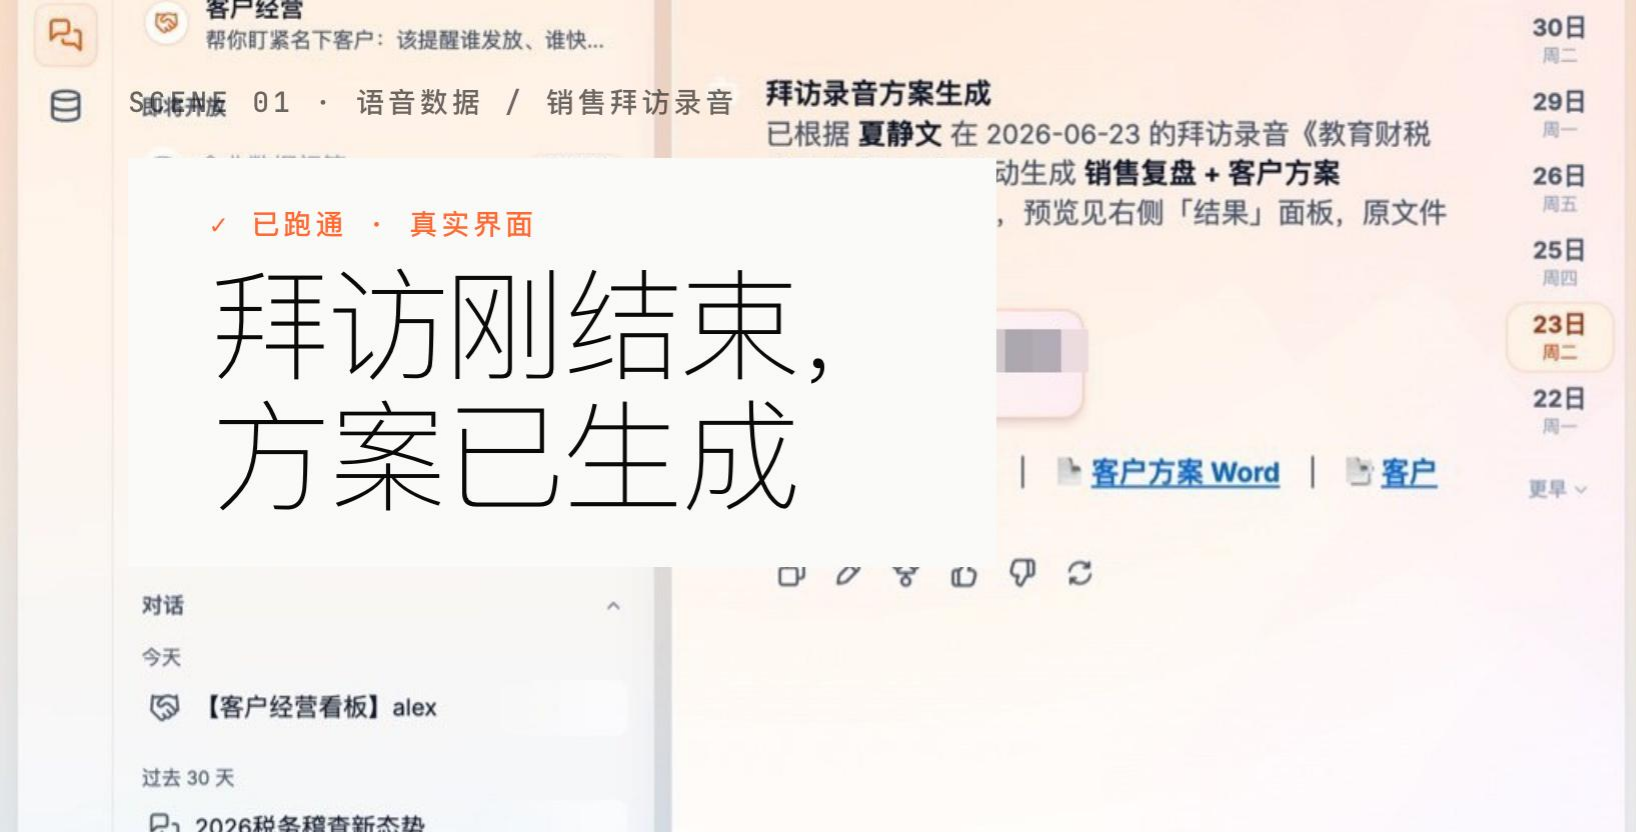 客户经营
帮你盯紧名下客户：该提醒谁发放、谁快...
即将开放
SCENE 01 · 语音数据 / 销售拜访录音
✓ 已跑通 · 真实界面
拜访刚结束，
方案已生成
对话
今天
【客户经营看板】alex
过去 30 天
2026税务稽查新态势
拜访录音方案生成
已根据 夏静文 在 2026-06-23 的拜访录音《教育财税
动生成 销售复盘 + 客户方案
，预览见右侧「结果」面板，原文件
| 客户方案 Word | 客户
30日
周二
29日
周一
26日
周五
25日
周四
23日
周二
22日
周一
更早